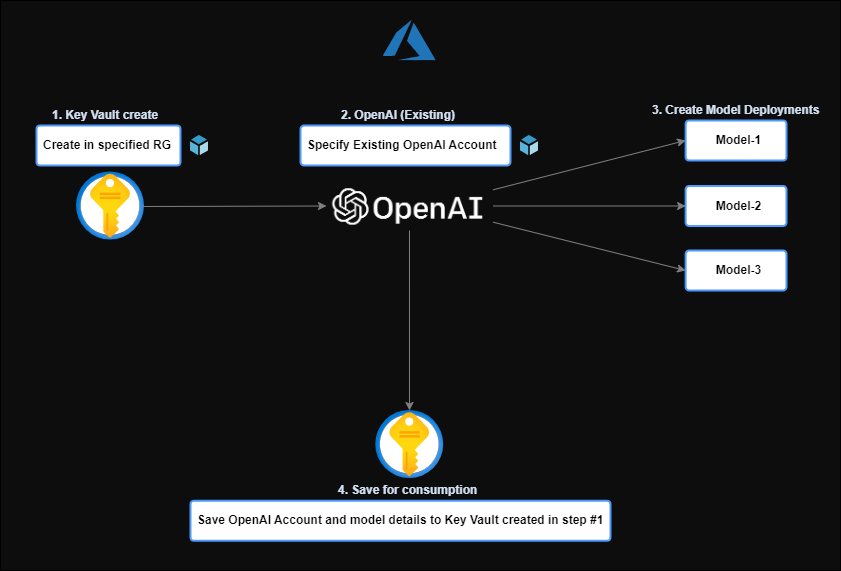 1. Key Vault create
Create in specified RG
2. OpenAI (Existing)
Specify Existing OpenAI Account
OpenAI
3. Create Model Deployments
Model-1
Model-2
Model-3
4. Save for consumption
Save OpenAI Account and model details to Key Vault created in step #1